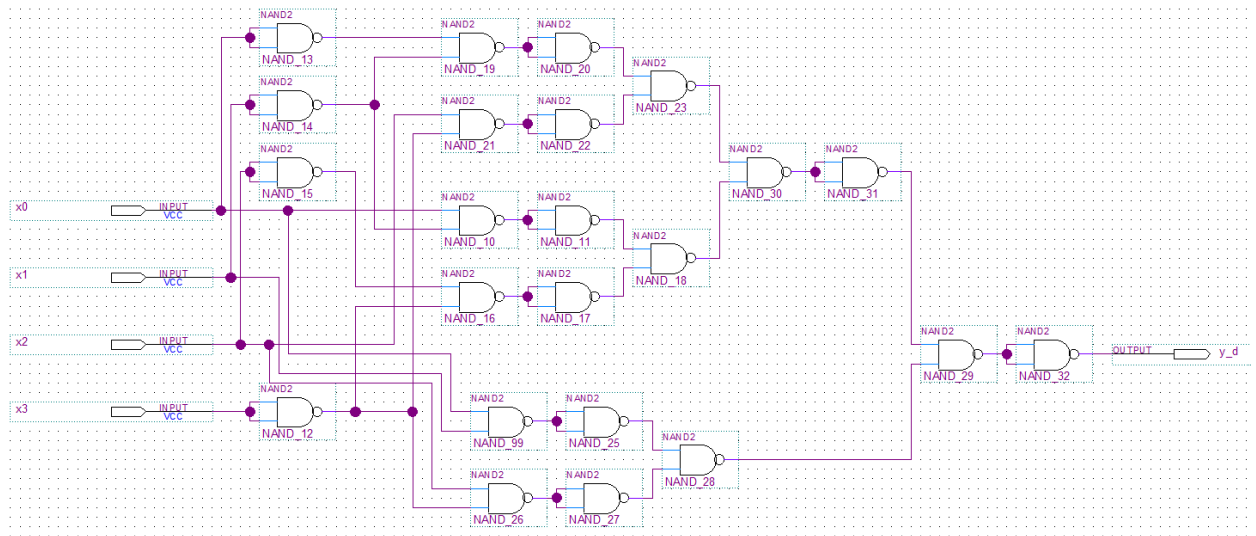 NAND2
NAND_13
NAND2
NAND_19
NAND2
NAND_20
NAND2
NAND_23
NAND2
NAND_14
NAND2
NAND_21
NAND2
NAND_22
NAND2
NAND_15
NAND2
NAND_30
NAND2
NAND_31
x0
INPUT
VCC
NAND2
NAND_10
NAND2
NAND_11
NAND2
NAND_18
x1
INPUT
VCC
NAND2
NAND_16
NAND2
NAND_17
x2
INPUT
VCC
NAND2
NAND_29
NAND2
NAND_32
OUTPUT
y_d
x3
INPUT
VCC
NAND2
NAND_12
NAND2
NAND_99
NAND2
NAND_25
NAND2
NAND_28
NAND2
NAND_26
NAND2
NAND_27